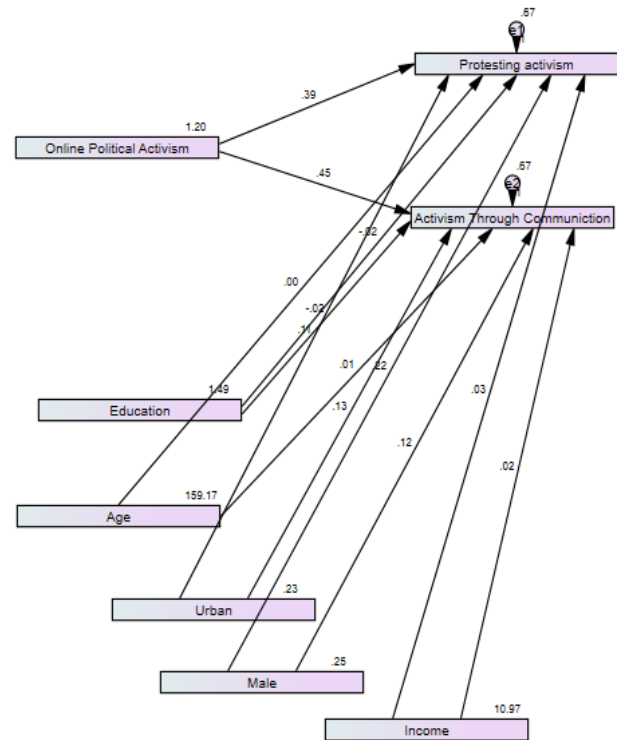 .67
e1
1
Protesting activism
.39
1.20
Online Political Activism
.45
.67
e2
1
Activism Through Communiction
-.02
.00
-.02
.11
.01
.22
.03
1.49
.13
Education
.12
.02
159.17
Age
.23
Urban
.25
Male
10.97
Income